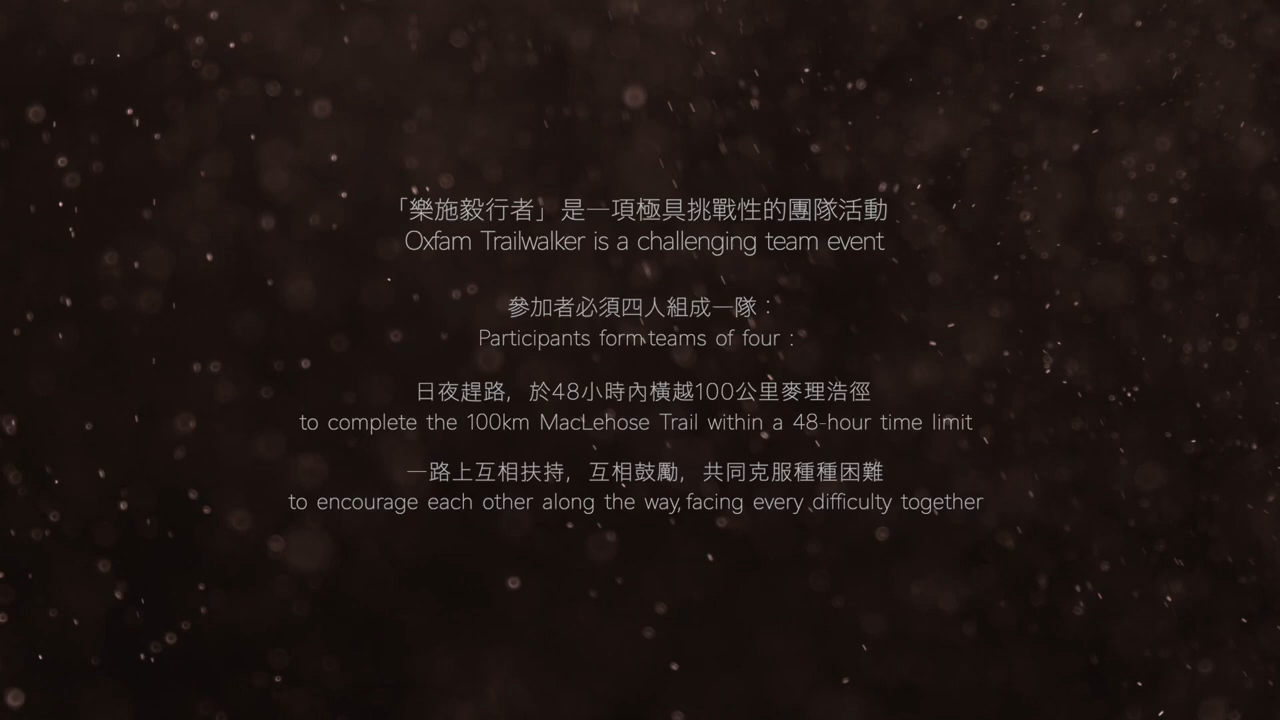 「樂施毅行者」是一項極具挑戰性的團隊活動
Oxfam Trailwalker is a challenging team event
參加者必須四人組成一隊：
Participants form teams of four :
日夜趕路，於48小時內橫越100公里麥理浩徑
to complete the 100km MacLehose Trail within a 48-hour time limit
一路上互相扶持，互相鼓勵，共同克服種種困難
to encourage each other along the way, facing every difficulty together